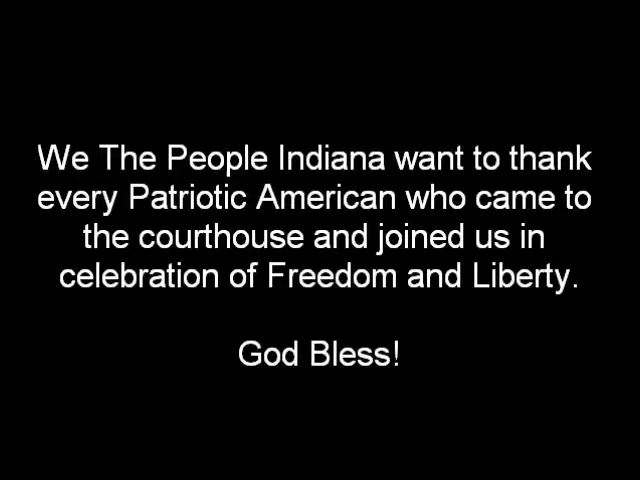 We The People Indiana want to thank
every Patriotic American who came to
the courthouse and joined us in
celebration of Freedom and Liberty.
God Bless!